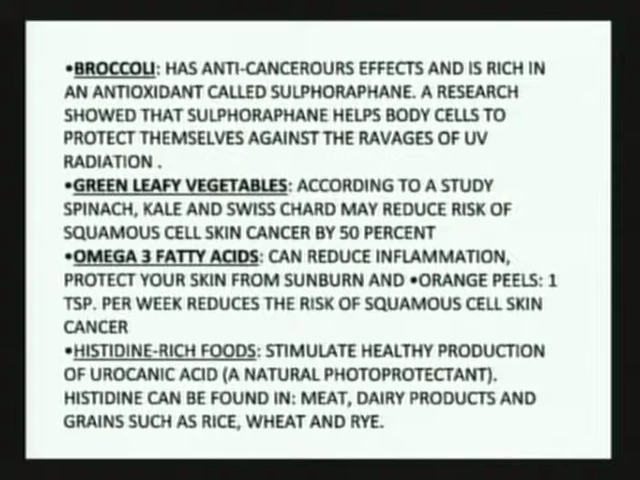 •BROCCOLI: HAS ANTI-CANCEROURS EFFECTS AND IS RICH IN
AN ANTIOXIDANT CALLED SULPHORAPHANE. A RESEARCH
SHOWED THAT SULPHORAPHANE HELPS BODY CELLS TO
PROTECT THEMSELVES AGAINST THE RAVAGES OF UV
RADIATION .
•GREEN LEAFY VEGETABLES: ACCORDING TO A STUDY
SPINACH, KALE AND SWISS CHARD MAY REDUCE RISK OF
SQUAMOUS CELL SKIN CANCER BY 50 PERCENT
•OMEGA 3 FATTY ACIDS: CAN REDUCE INFLAMMATION,
PROTECT YOUR SKIN FROM SUNBURN AND •ORANGE PEELS: 1
TSP. PER WEEK REDUCES THE RISK OF SQUAMOUS CELL SKIN
CANCER
•HISTIDINE-RICH FOODS: STIMULATE HEALTHY PRODUCTION
OF UROCANIC ACID (A NATURAL PHOTOPROTECTANT).
HISTIDINE CAN BE FOUND IN: MEAT, DAIRY PRODUCTS AND
GRAINS SUCH AS RICE, WHEAT AND RYE.